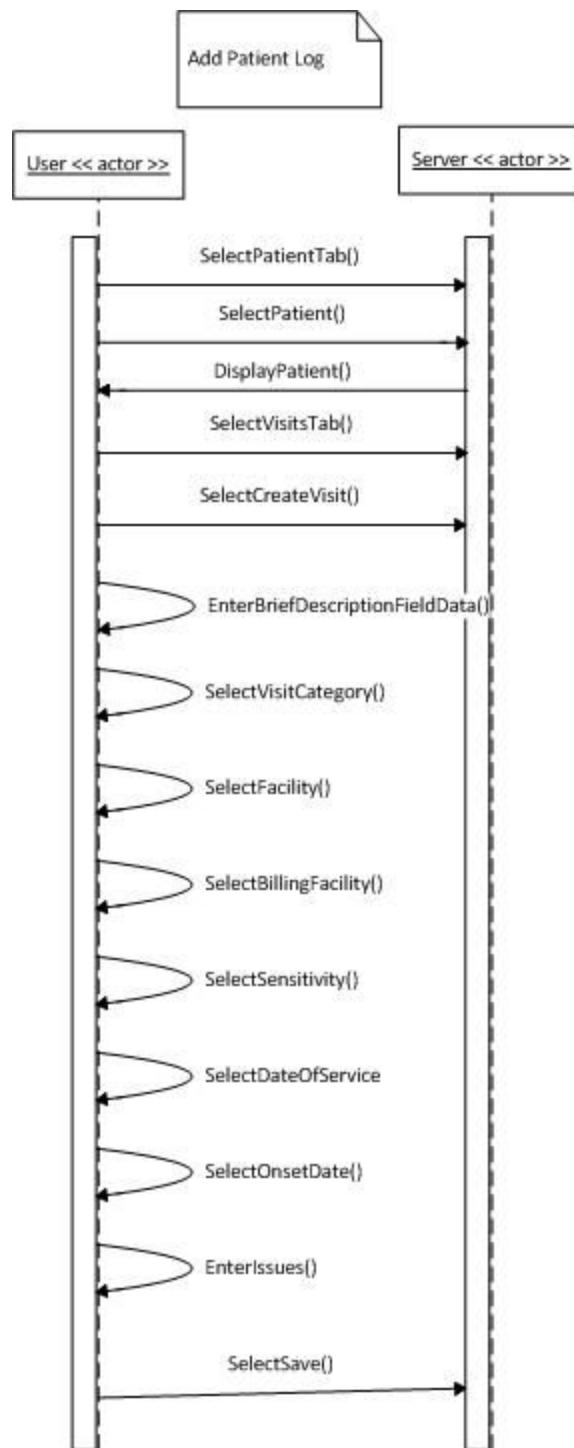 Add Patient Log
User << actor >>
Server << actor >>
SelectPatientTab()
SelectPatient()
DisplayPatient()
SelectVisitsTab()
SelectCreateVisit()
EnterBriefDescriptionFieldData()
SelectVisitCategory()
SelectFacility()
SelectBillingFacility()
SelectSensitivity()
SelectDateOfService
SelectOnsetDate()
EnterIssues()
SelectSave()